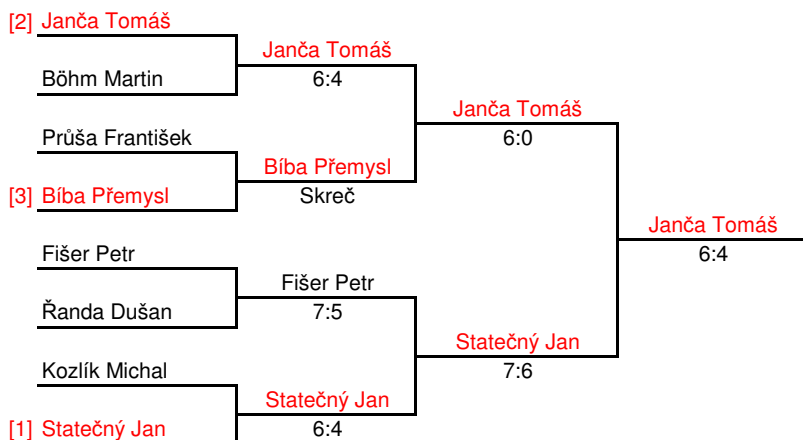 [2] Janča Tomáš
Janča Tomáš
Böhm Martin
6:4
Janča Tomáš
Průša František
6:0
Bíba Přemysl
[3] Bíba Přemysl
Skreč
Janča Tomáš
Fišer Petr
6:4
Fišer Petr
Řanda Dušan
7:5
Statečný Jan
Kozlík Michal
7:6
Statečný Jan
[1] Statečný Jan
6:4